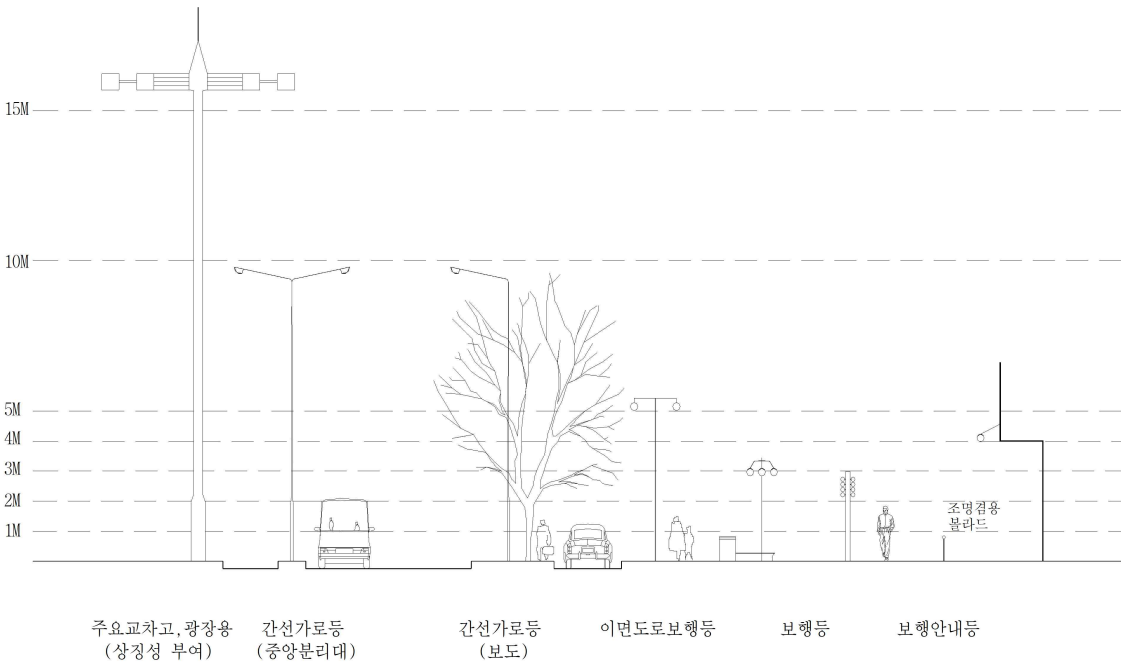 15M
10M
5M
4M
3M
2M
1M
조명겸용
볼라드
주요교차고, 광장용
(상징성 부여)
간선가로등
(중앙분리대)
간선가로등
(보도)
이면도로보행등
보행등
보행안내등